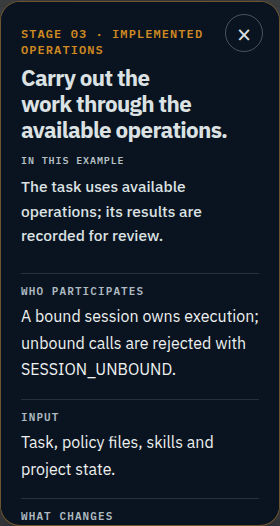 STAGE 03 · IMPLEMENTED
OPERATIONS
×
Carry out the
work through the
available operations.
IN THIS EXAMPLE
The task uses available
operations; its results are
recorded for review.
WHO PARTICIPATES
A bound session owns execution;
unbound calls are rejected with
SESSION_UNBOUND.
INPUT
Task, policy files, skills and
project state.
WHAT CHANGES